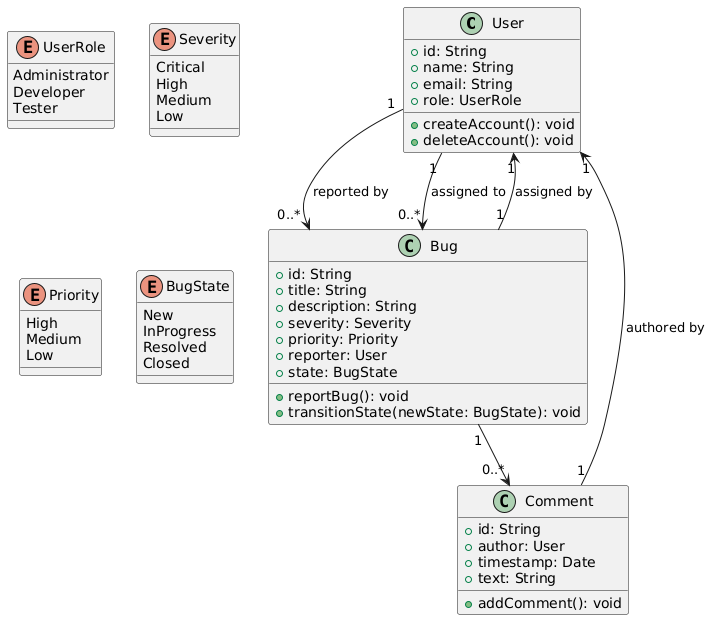 E UserRole
Administrator
Developer
Tester
E Severity
Critical
High
Medium
Low
C User
id: String
name: String
email: String
role: UserRole
createAccount(): void
deleteAccount(): void
1
1
1
1
reported by
assigned to
assigned by
0..*
0..*
1
E Priority
High
Medium
Low
E BugState
New
InProgress
Resolved
Closed
C Bug
id: String
title: String
description: String
severity: Severity
priority: Priority
reporter: User
state: BugState
reportBug(): void
transitionState(newState: BugState): void
authored by
1
0..*
1
C Comment
id: String
author: User
timestamp: Date
text: String
addComment(): void